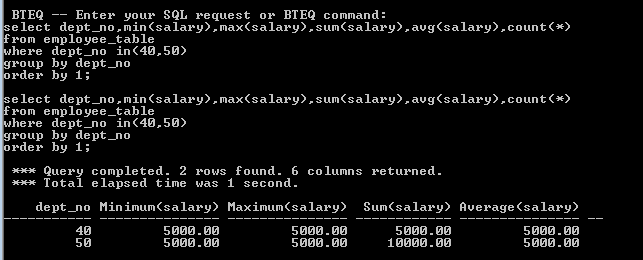 BTEQ -- Enter your SQL request or BTEQ command:
select dept_no,min(salary),max(salary),sum(salary),avg(salary),count(*)
from employee_table
where dept_no in(40,50)
group by dept_no
order by 1;
select dept_no,min(salary),max(salary),sum(salary),avg(salary),count(*)
from employee_table
where dept_no in(40,50)
group by dept_no
order by 1;
*** Query completed. 2 rows found. 6 columns returned.
*** Total elapsed time was 1 second.
dept_no Minimum(salary) Maximum(salary) Sum(salary) Average(salary)
----------- --------------- --------------- ------------ --------------- --
40 5000.00 5000.00 5000.00 5000.00
50 5000.00 5000.00 10000.00 5000.00